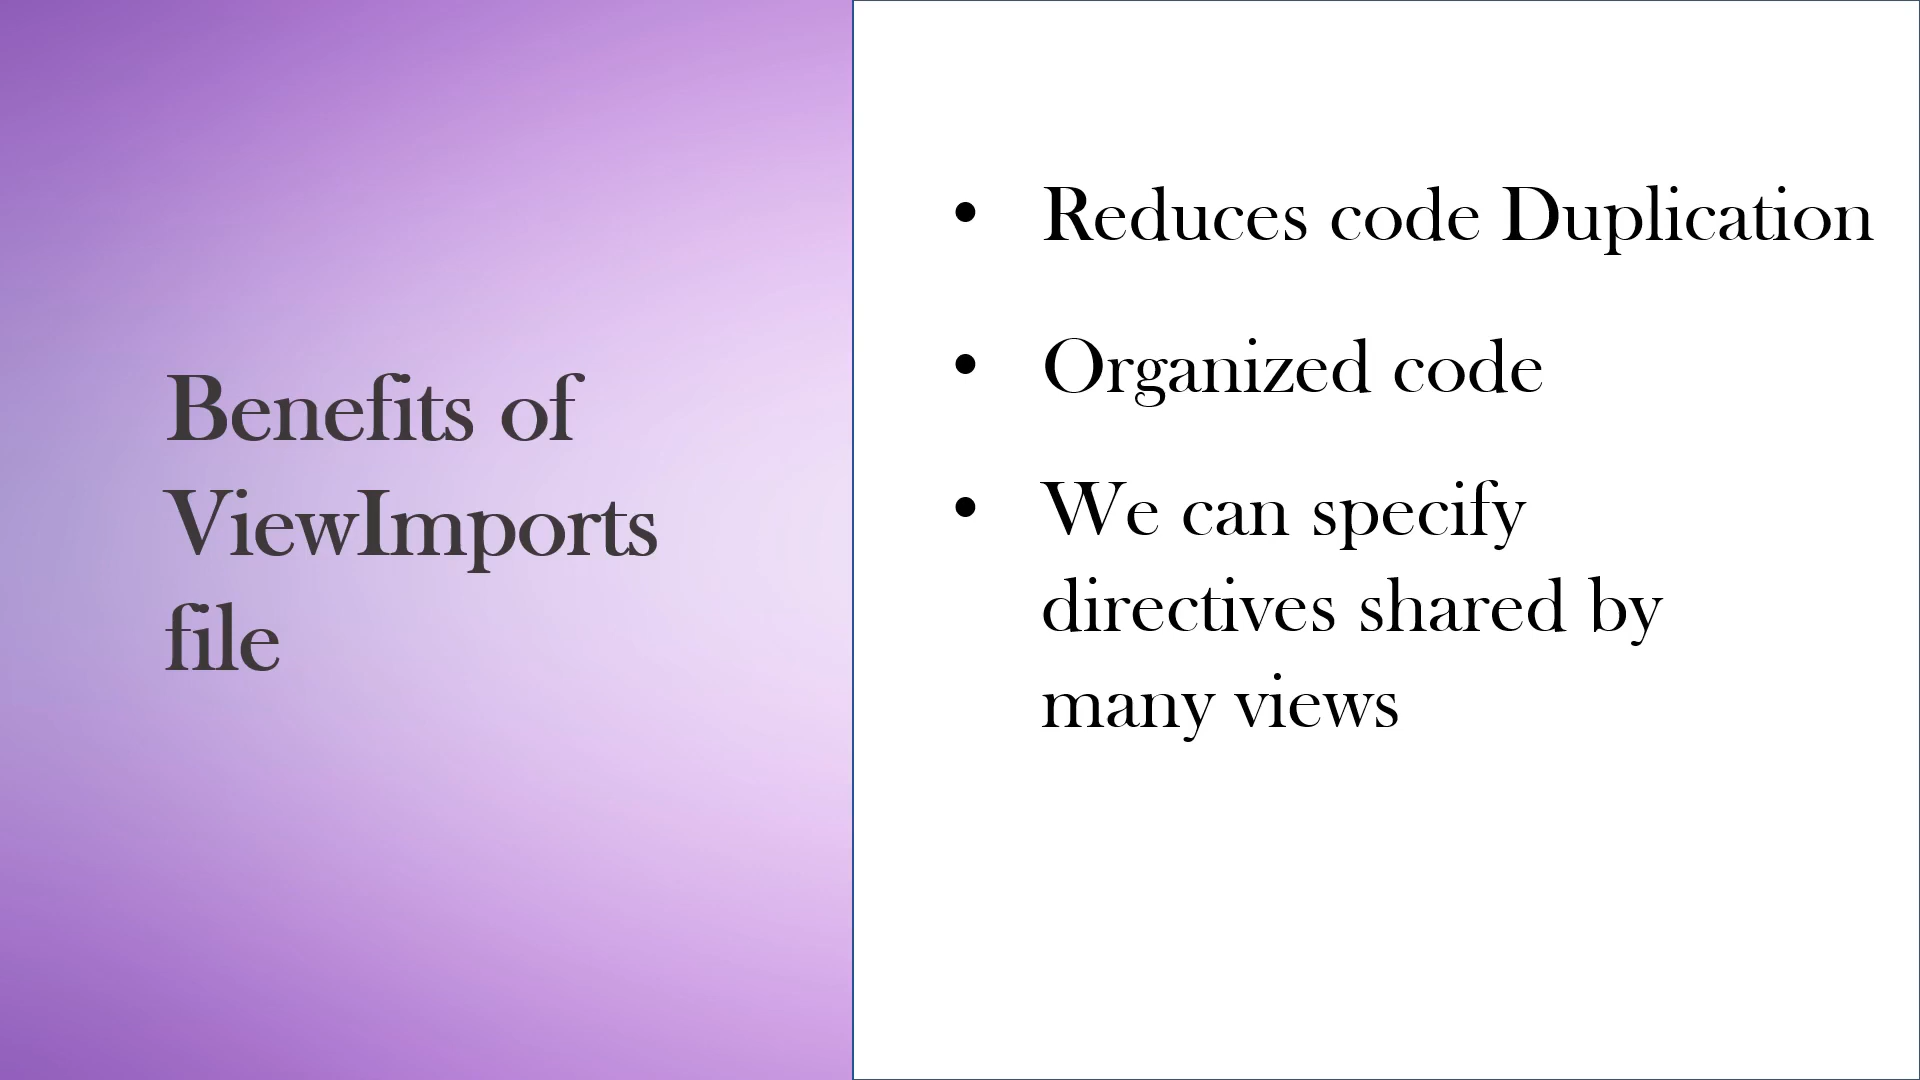 Benefits of
ViewImports
file
• Reduces code Duplication
• Organized code
• We can specify
directives shared by
many views